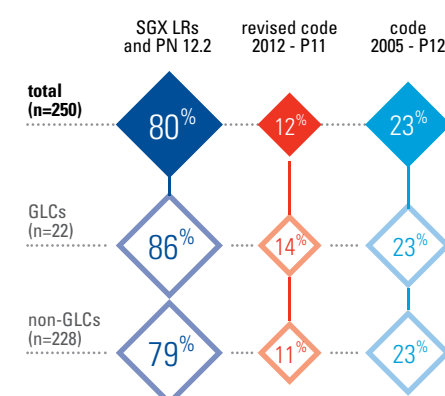 SGX LRs revised code code
and PN 12.2 2012 - P11 2005 - P12
total
(n=250)
80% 12% 23%
GLCs
(n=22)
86% 14% 23%
non-GLCs
(n=228)
79% 11% 23%